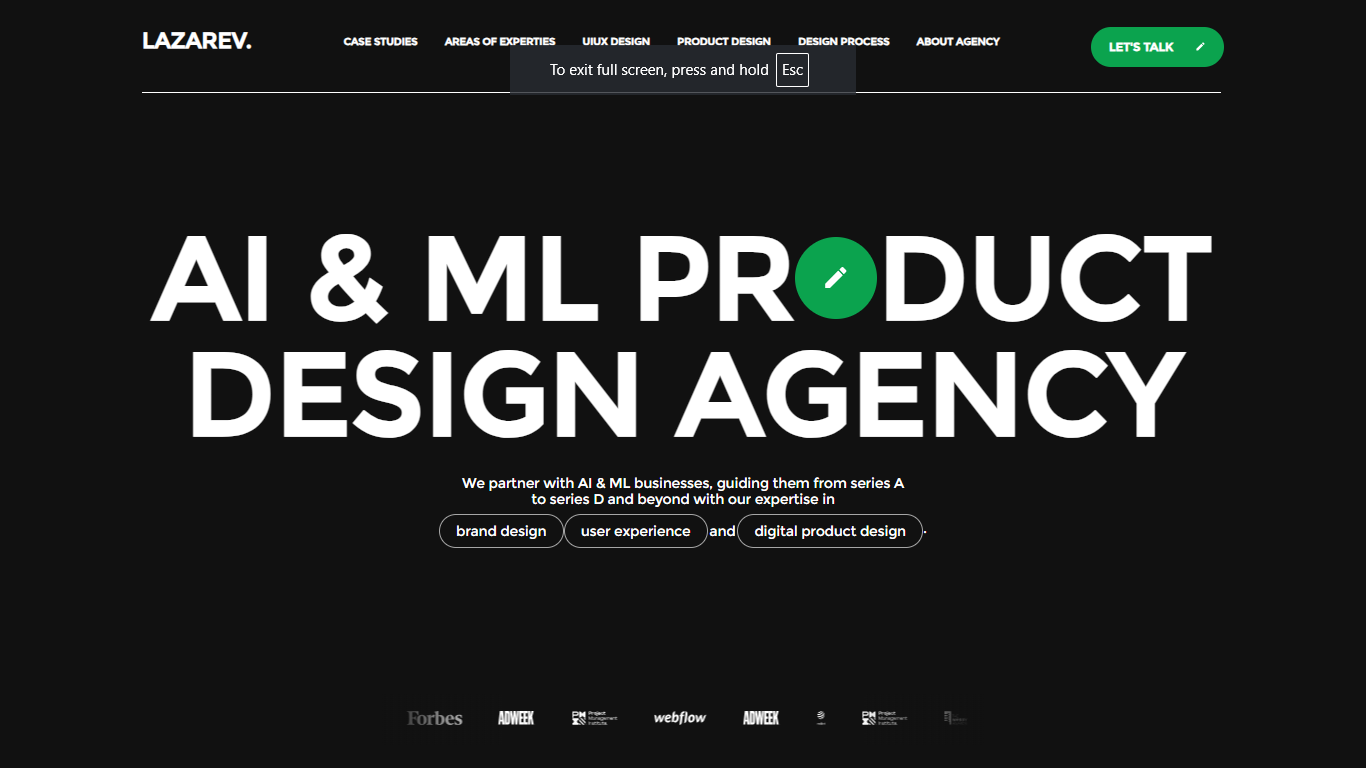 LAZAREV.
CASE STUDIES AREAS OF EXPERTIES UIUX DESIGN PRODUCT DESIGN DESIGN PROCESS ABOUT AGENCY
LET'S TALK
To exit full screen, press and hold Esc
AI & ML PR DUCT
DESIGN AGENCY
We partner with AI & ML businesses, guiding them from series A
to series D and beyond with our expertise in
brand design user experience and digital product design .
Forbes ADWEEK PM Project Management Institute. webflow ADWEEK PM Project Management Institute.